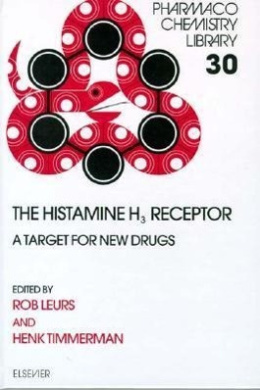 PHARMACO
CHEMISTRY
LIBRARY
30
THE HISTAMINE H₃ RECEPTOR
A TARGET FOR NEW DRUGS
EDITED BY
ROB LEURS
AND
HENK TIMMERMAN
ELSEVIER